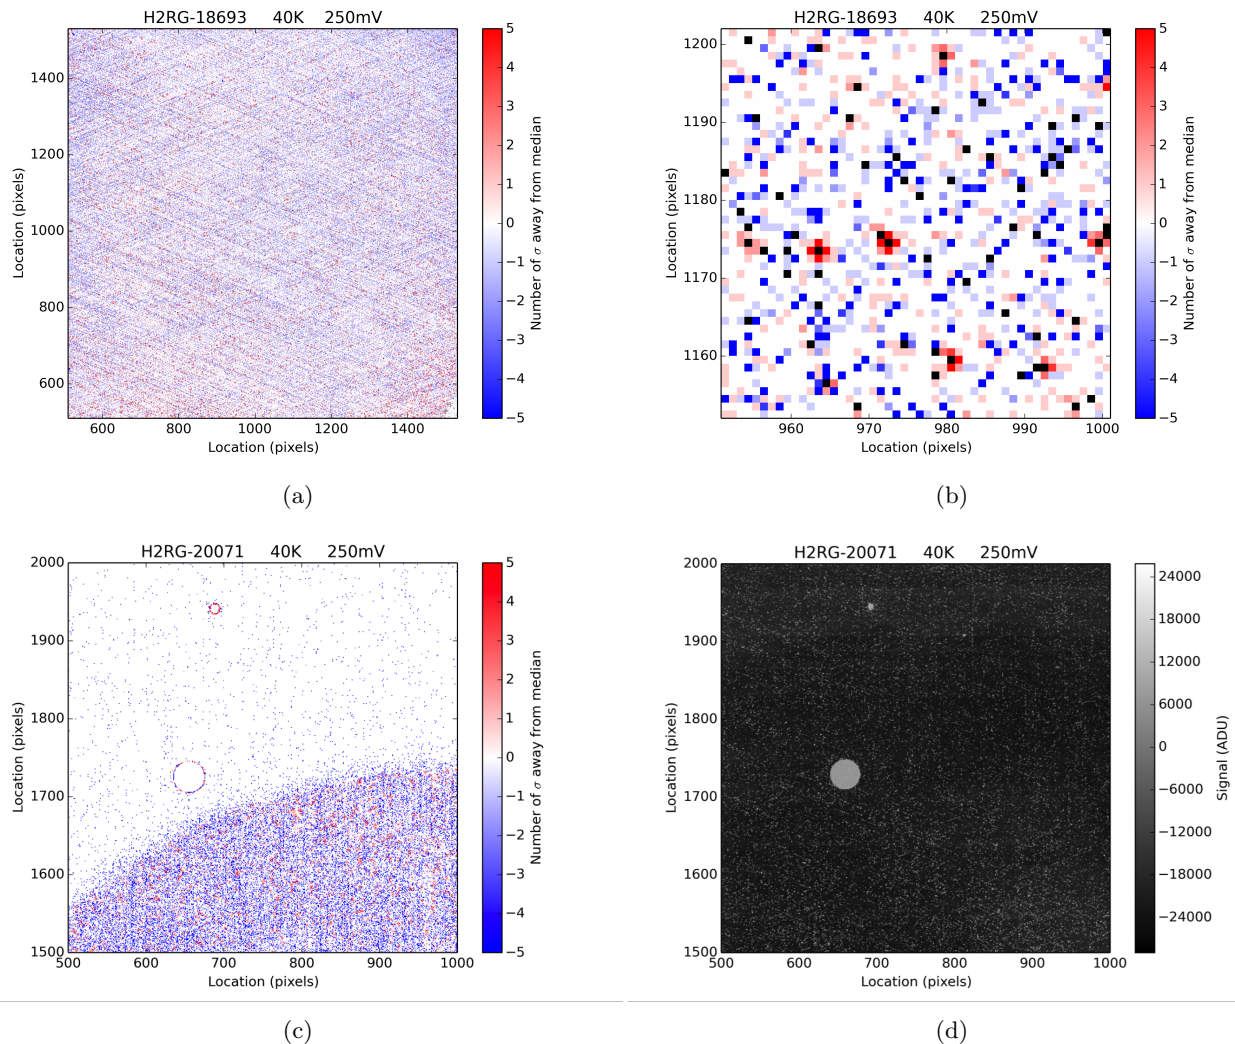 H2RG-18693 40K 250mV
Location (pixels)
1400
1200
1000
800
600
600 800 1000 1200 1400
Location (pixels)
5
4
3
2
1
0
−1
−2
−3
−4
−5
Number of σ away from median
(a)
H2RG-18693 40K 250mV
Location (pixels)
1200
1190
1180
1170
1160
960 970 980 990 1000
Location (pixels)
5
4
3
2
1
0
−1
−2
−3
−4
−5
Number of σ away from median
(b)
H2RG-20071 40K 250mV
Location (pixels)
2000
1900
1800
1700
1600
1500
500 600 700 800 900 1000
Location (pixels)
5
4
3
2
1
0
−1
−2
−3
−4
−5
Number of σ away from median
(c)
H2RG-20071 40K 250mV
Location (pixels)
2000
1900
1800
1700
1600
1500
500 600 700 800 900 1000
Location (pixels)
24000
18000
12000
6000
0
−6000
−12000
−18000
−24000
Signal (ADU)
(d)